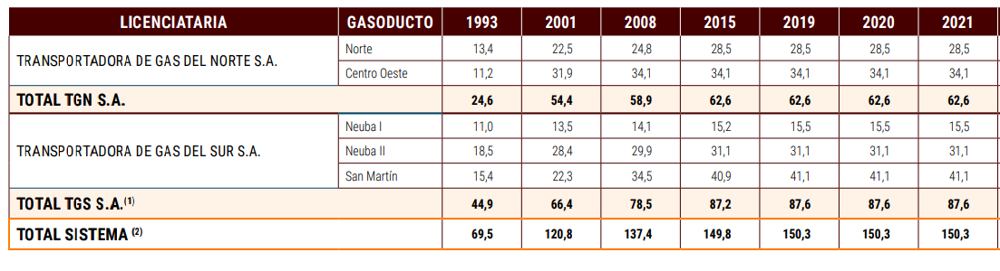 LICENCIATARIA GASODUCTO 1993 2001 2008 2015 2019 2020 2021
TRANSPORTADORA DE GAS DEL NORTE S.A.
Norte 13,4 22,5 24,8 28,5 28,5 28,5 28,5
Centro Oeste 11,2 31,9 34,1 34,1 34,1 34,1 34,1
TOTAL TGN S.A. 24,6 54,4 58,9 62,6 62,6 62,6 62,6
TRANSPORTADORA DE GAS DEL SUR S.A.
Neuba I 11,0 13,5 14,1 15,2 15,5 15,5 15,5
Neuba II 18,5 28,4 29,9 31,1 31,1 31,1 31,1
San Martín 15,4 22,3 34,5 40,9 41,1 41,1 41,1
TOTAL TGS S.A.(1) 44,9 66,4 78,5 87,2 87,6 87,6 87,6
TOTAL SISTEMA (2) 69,5 120,8 137,4 149,8 150,3 150,3 150,3